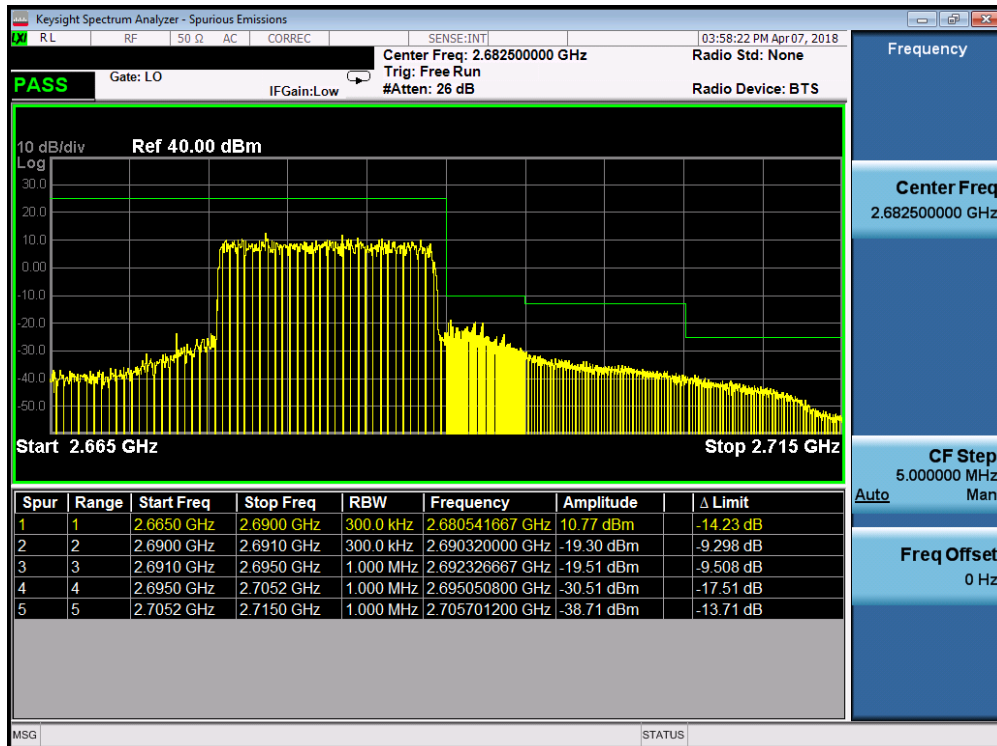 Keysight Spectrum Analyzer - Spurious Emissions
LXI RL RF 50 Ω AC CORREC SENSE:INT 03:58:22 PM Apr 07, 2018
Center Freq: 2.682500000 GHz Radio Std: None
Trig: Free Run
PASS Gate: LO IFGain:Low #Atten: 26 dB Radio Device: BTS
10 dB/div Ref 40.00 dBm
Log
30.0
20.0
10.0
0.00
-10.0
-20.0
-30.0
-40.0
-50.0
Start 2.665 GHz Stop 2.715 GHz
Spur Range Start Freq Stop Freq RBW Frequency Amplitude Δ Limit
1 1 2.6650 GHz 2.6900 GHz 300.0 kHz 2.680541667 GHz 10.77 dBm -14.23 dB
2 2 2.6900 GHz 2.6910 GHz 300.0 kHz 2.690320000 GHz -19.30 dBm -9.298 dB
3 3 2.6910 GHz 2.6950 GHz 1.000 MHz 2.692326667 GHz -19.51 dBm -9.508 dB
4 4 2.6950 GHz 2.7052 GHz 1.000 MHz 2.695050800 GHz -30.51 dBm -17.51 dB
5 5 2.7052 GHz 2.7150 GHz 1.000 MHz 2.705701200 GHz -38.71 dBm -13.71 dB
Frequency
Center Freq
2.682500000 GHz
CF Step
5.000000 MHz
Auto Man
Freq Offset
0 Hz
MSG STATUS